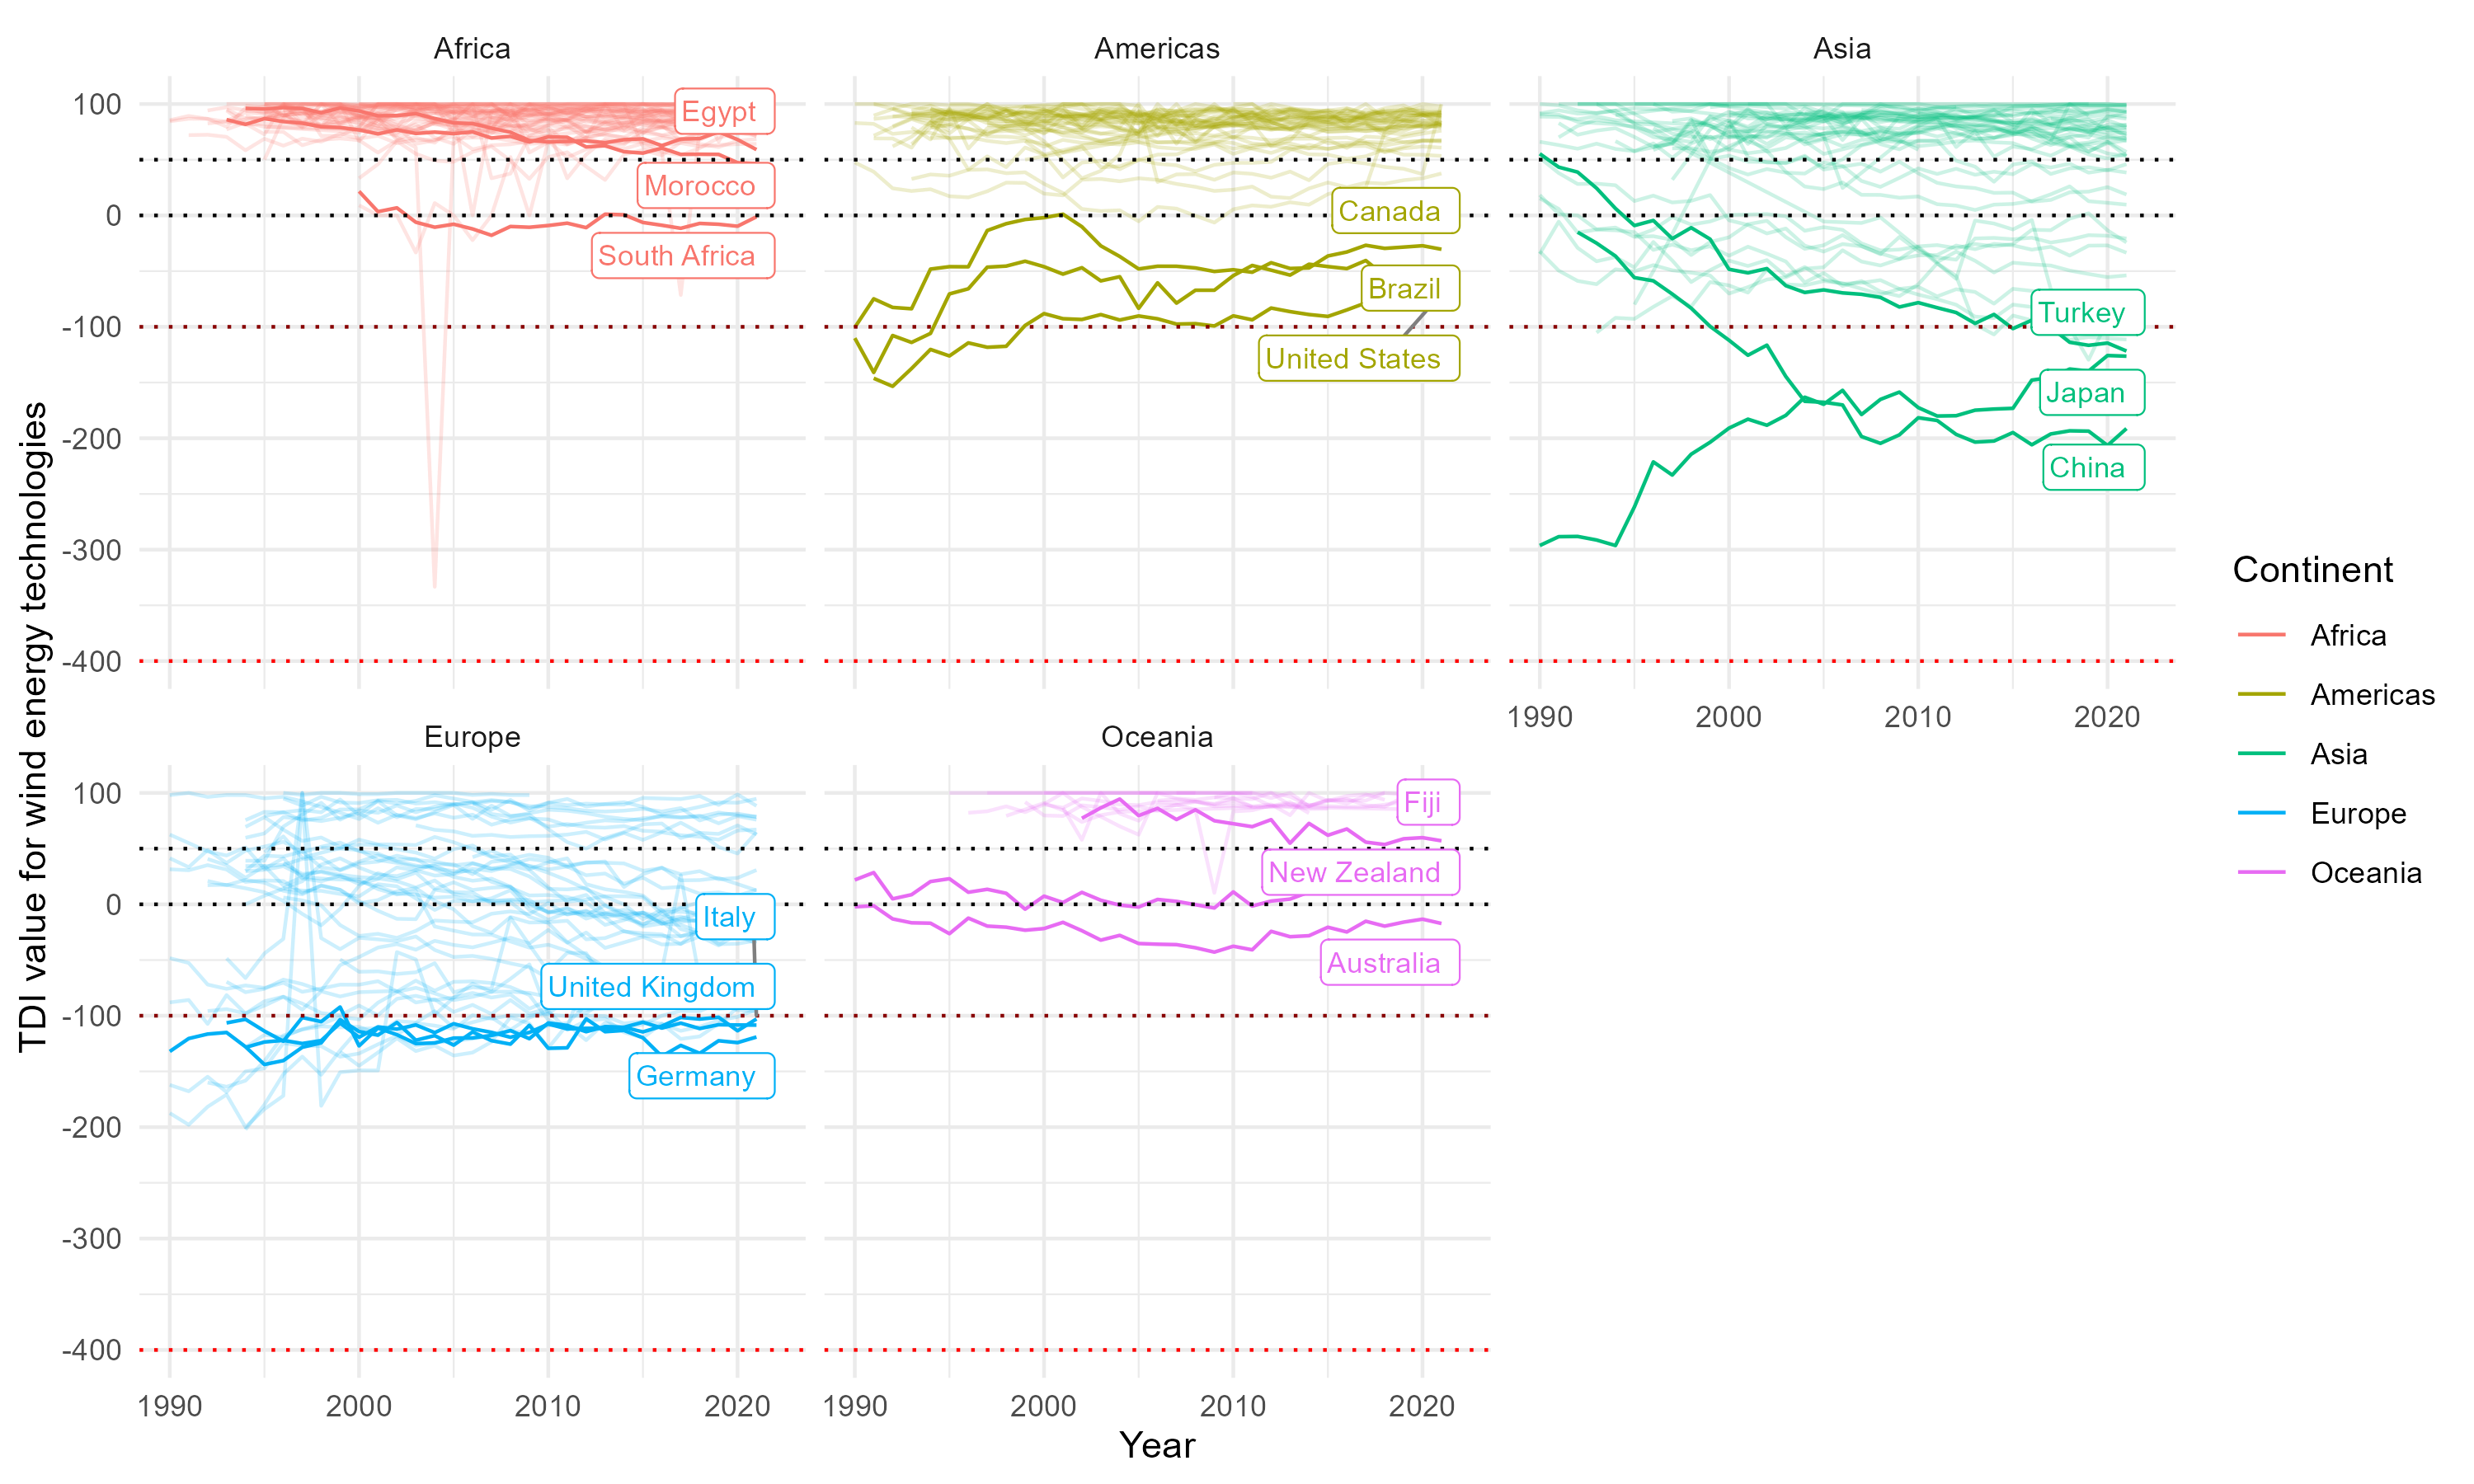 Africa
Americas
Asia
100
0
-100
-200
-300
-400
Egypt
Morocco
South Africa
Canada
Brazil
United States
Turkey
Japan
China
1990 2000 2010 2020
TDI value for wind energy technologies
Europe
Oceania
100
0
-100
-200
-300
-400
Italy
United Kingdom
Germany
Fiji
New Zealand
Australia
1990 2000 2010 2020
1990 2000 2010 2020
Year
Continent
Africa
Americas
Asia
Europe
Oceania